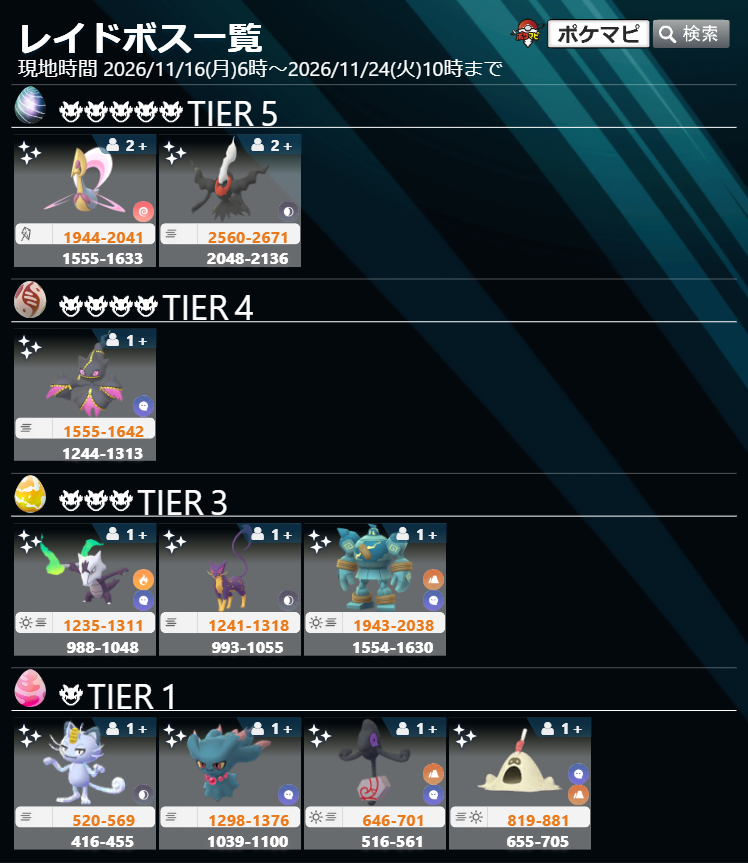 レイドボス一覧
ポケマピ 検索
現地時間 2026/11/16(月)6時～2026/11/24(火)10時まで
TIER 5
2+ 2+
1944-2041 2560-2671
1555-1633 2048-2136
TIER 4
1+
1555-1642
1244-1313
TIER 3
1+ 1+ 1+
1235-1311 1241-1318 1943-2038
988-1048 993-1055 1554-1630
TIER 1
1+ 1+ 1+ 1+
520-569 1298-1376 646-701 819-881
416-455 1039-1100 516-561 655-705